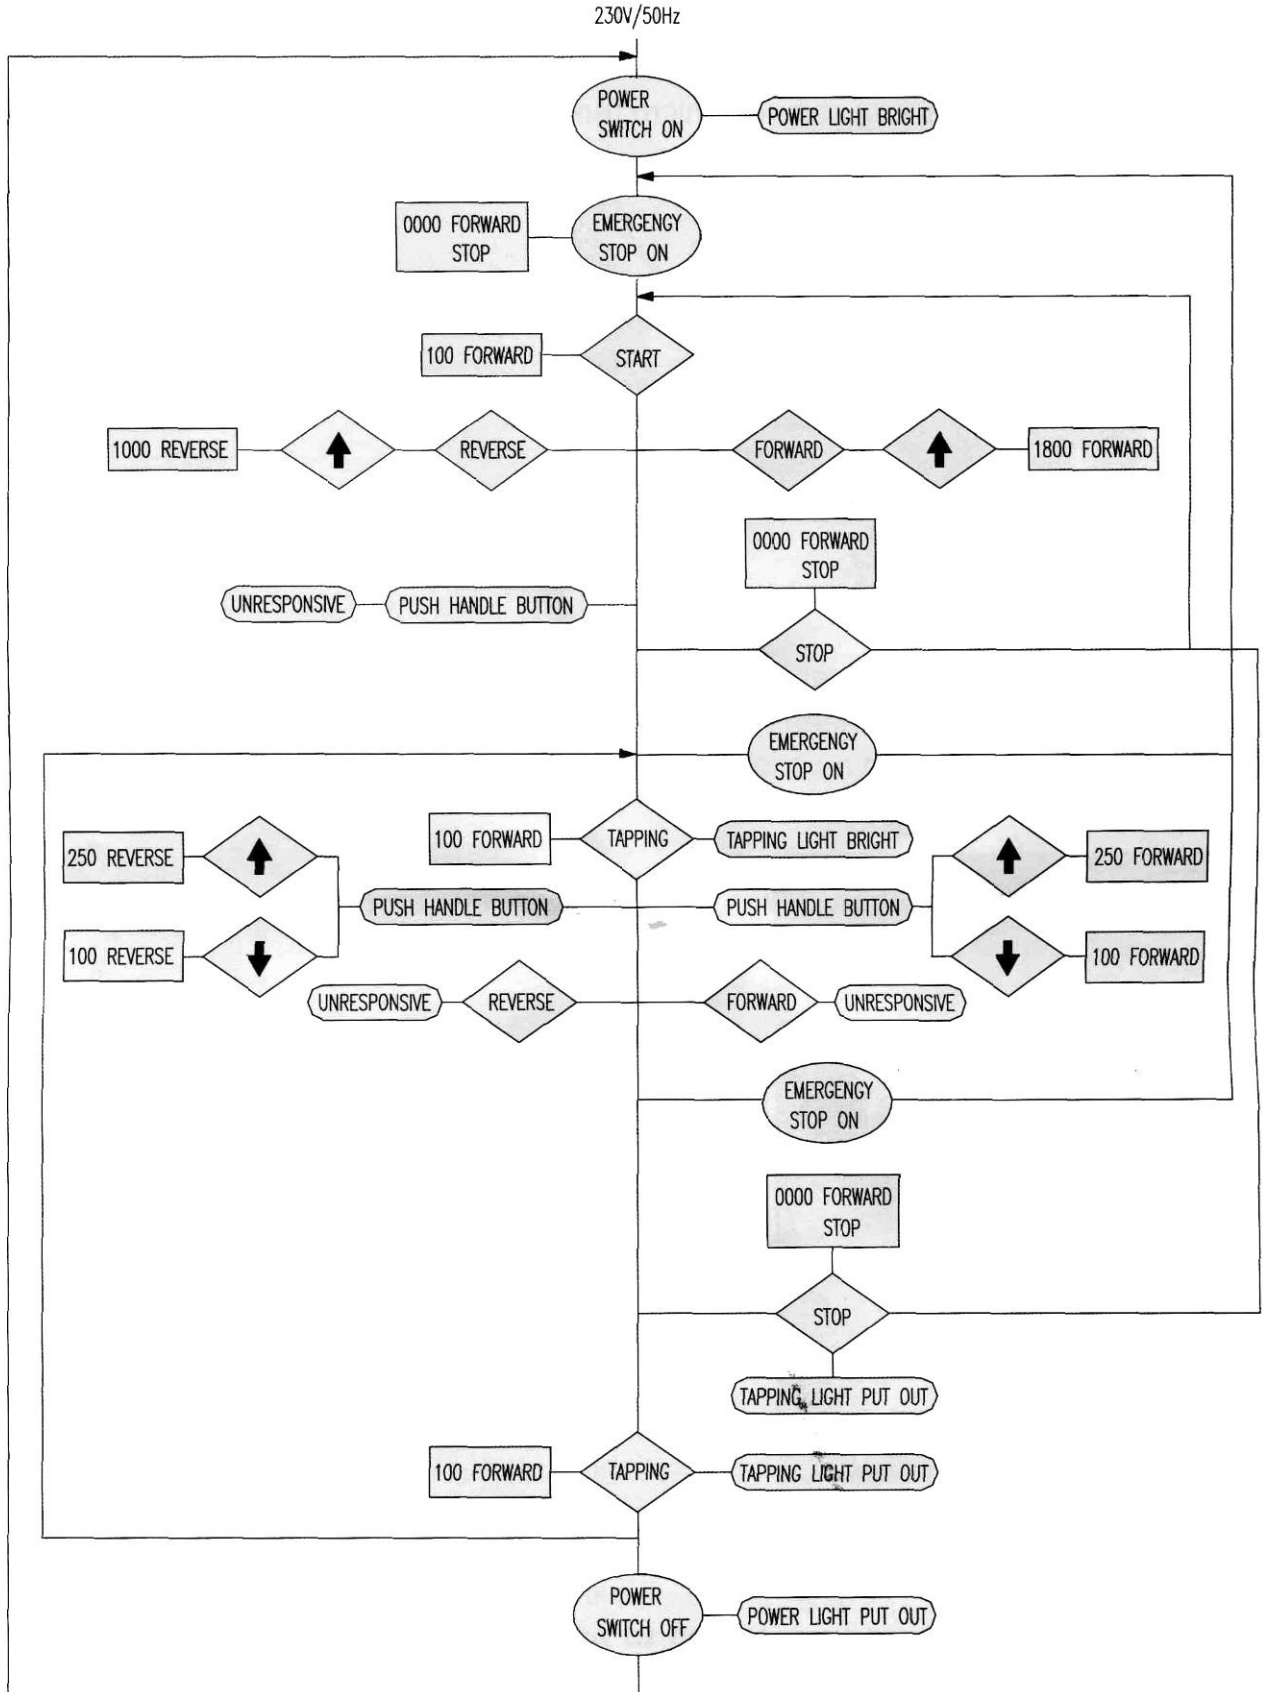 230V/50Hz
POWER
SWITCH ON
POWER LIGHT BRIGHT
0000 FORWARD
STOP
EMERGENCY
STOP ON
100 FORWARD
START
1000 REVERSE
REVERSE
FORWARD
1800 FORWARD
0000 FORWARD
STOP
UNRESPONSIVE
PUSH HANDLE BUTTON
STOP
EMERGENCY
STOP ON
100 FORWARD
TAPPING
TAPPING LIGHT BRIGHT
250 REVERSE
250 FORWARD
PUSH HANDLE BUTTON
PUSH HANDLE BUTTON
100 REVERSE
100 FORWARD
UNRESPONSIVE
REVERSE
FORWARD
UNRESPONSIVE
EMERGENCY
STOP ON
0000 FORWARD
STOP
STOP
TAPPING LIGHT PUT OUT
100 FORWARD
TAPPING
TAPPING LIGHT PUT OUT
POWER
SWITCH OFF
POWER LIGHT PUT OUT